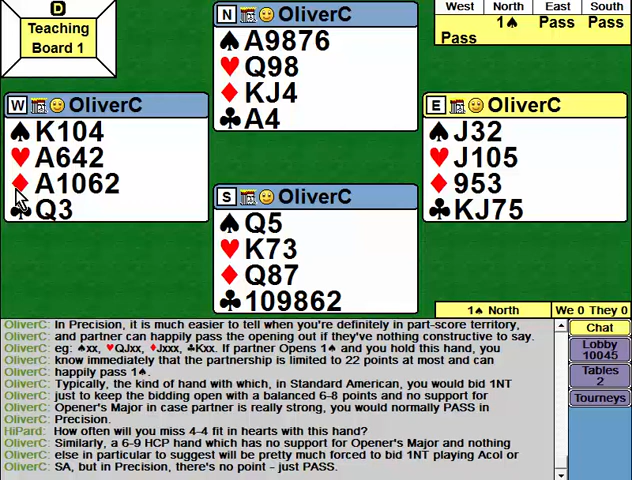 D
Teaching
Board 1
N OliverC
♠A9876
♥Q98
♦KJ4
♣A4
West North East South
1♠ Pass Pass
Pass
W OliverC
♠K104
♥A642
♦A1062
♣Q3
E OliverC
♠J32
♥J105
♦953
♣KJ75
S OliverC
♠Q5
♥K73
♦Q87
♣109862
1♠ North We 0 They 0
OliverC: In Precision, it is much easier to tell when you're definitely in part-score territory,
OliverC: and partner can happily pass the opening out if they've nothing constructive to say.
OliverC: eg: ♠xx, ♥QJxx, ♦Jxxx, ♣Kxx. If partner Opens 1♠ and you hold this hand, you
OliverC: know immediately that the partnership is limited to 22 points at most and can
OliverC: happily pass 1♠.
OliverC: Typically, the kind of hand with which, in Standard American, you would bid 1NT
OliverC: just to keep the bidding open with a balanced 6-8 points and no support for
OliverC: Opener's Major in case partner is really strong, you would normally PASS in
OliverC: Precision.
HiPard: How often will you miss 4-4 fit in hearts with this hand?
OliverC: Similarly, a 6-9 HCP hand which has no support for Opener's Major and nothing
OliverC: else in particular to suggest will be pretty much forced to bid 1NT playing Acol or
OliverC: SA, but in Precision, there's no point - just PASS.
Chat
Lobby
10045
Tables
2
Tourneys